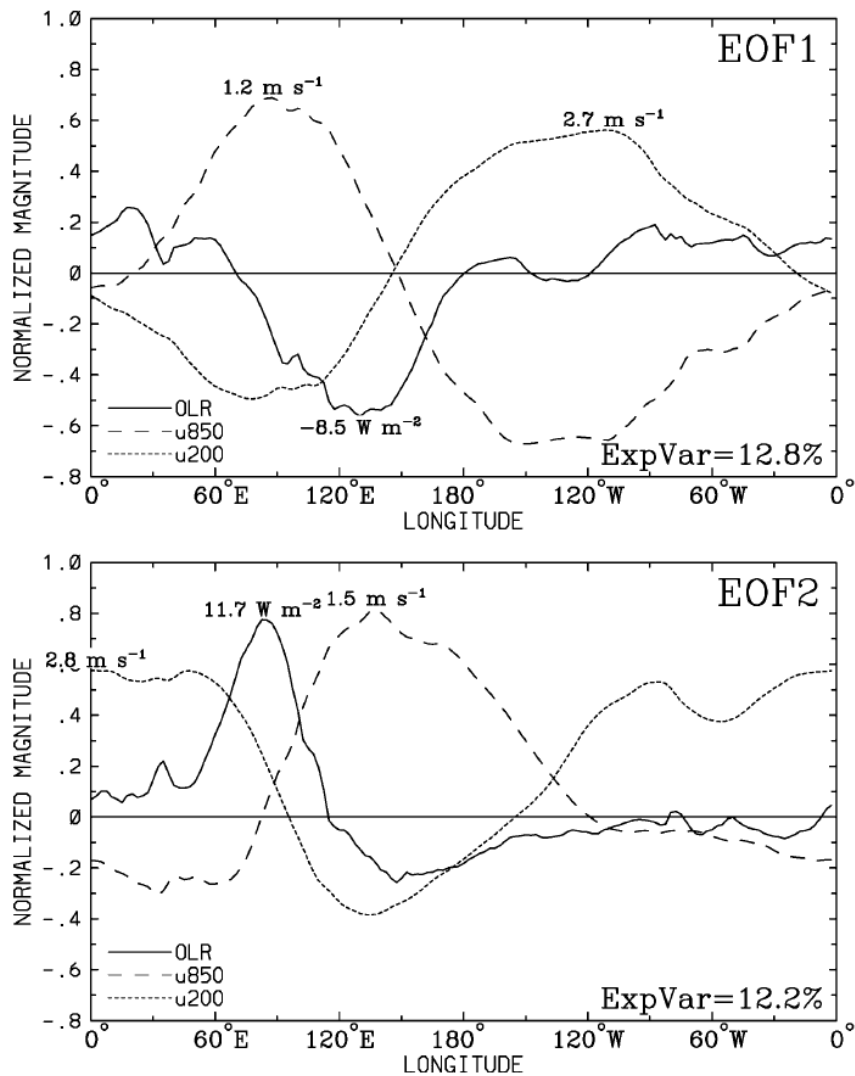 EOF1
1.0
.8
.6
.4
.2
0
-.2
-.4
-.6
-.8
NORMALIZED MAGNITUDE
1.2 m s⁻¹
2.7 m s⁻¹
-8.5 W m⁻²
OLR
u850
u200
ExpVar=12.8%
0° 60°E 120°E 180° 120°W 60°W 0°
LONGITUDE
EOF2
1.0
.8
.6
.4
.2
0
-.2
-.4
-.6
-.8
NORMALIZED MAGNITUDE
11.7 W m⁻² 1.5 m s⁻¹
2.8 m s⁻¹
OLR
u850
u200
ExpVar=12.2%
0° 60°E 120°E 180° 120°W 60°W 0°
LONGITUDE